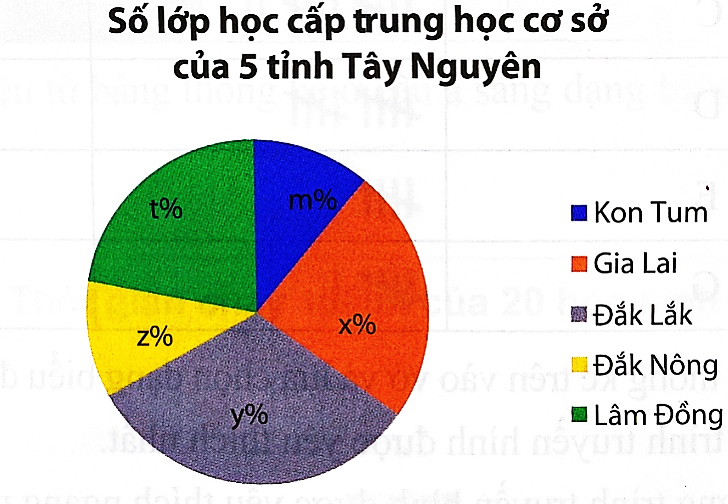 Số lớp học cấp trung học cơ sở
của 5 tỉnh Tây Nguyên
t%
m%
x%
z%
y%
Kon Tum
Gia Lai
Đắk Lắk
Đắk Nông
Lâm Đồng